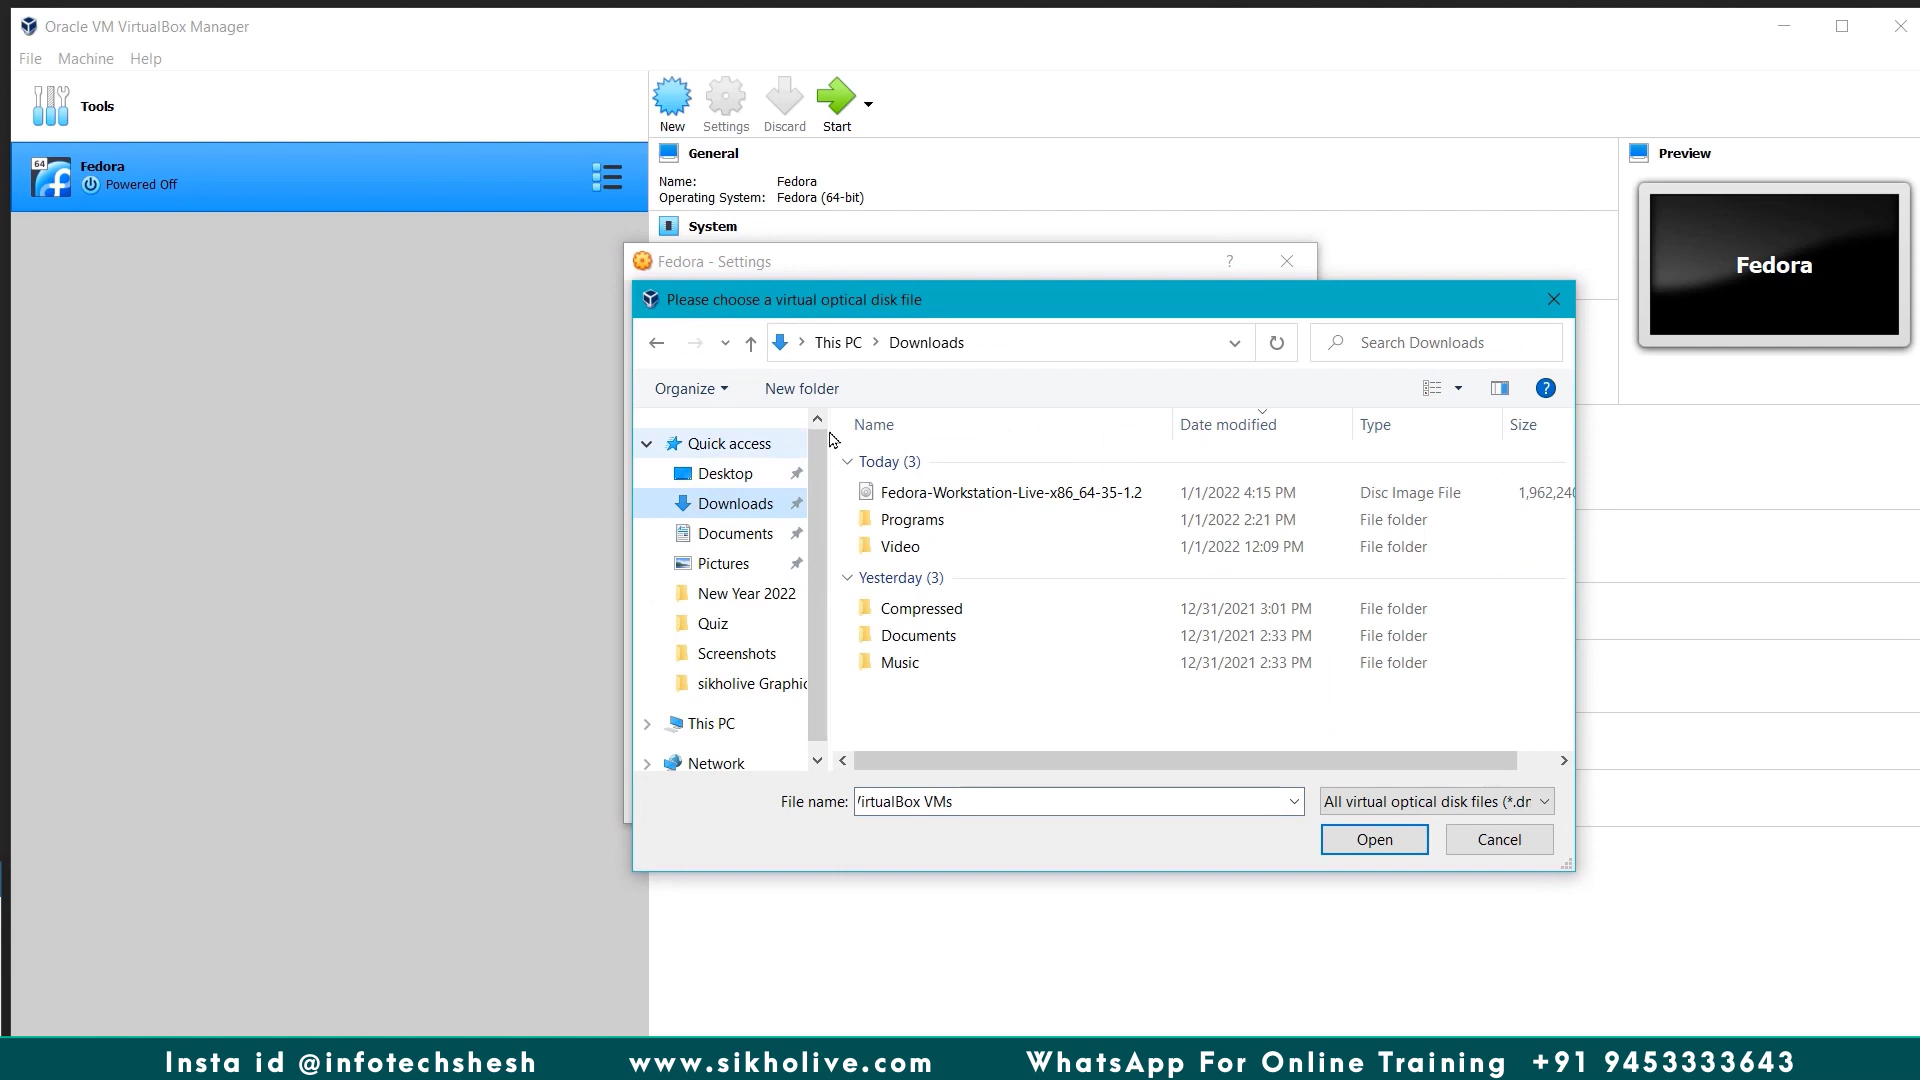 Oracle VM VirtualBox Manager
File Machine Help
Tools
New Settings Discard Start
64
Fedora
Powered Off
General
Name: Fedora
Operating System: Fedora (64-bit)
System
Preview
Fedora
Fedora - Settings
?
Please choose a virtual optical disk file
This PC > Downloads
Search Downloads
Organize
New folder
?
Quick access
Desktop
Downloads
Documents
Pictures
New Year 2022
Quiz
Screenshots
sikholive Graphic
This PC
Network
Name Date modified Type Size
Today (3)
Fedora-Workstation-Live-x86_64-35-1.2 1/1/2022 4:15 PM Disc Image File 1,962,240
Programs 1/1/2022 2:21 PM File folder
Video 1/1/2022 12:09 PM File folder
Yesterday (3)
Compressed 12/31/2021 3:01 PM File folder
Documents 12/31/2021 2:33 PM File folder
Music 12/31/2021 2:33 PM File folder
File name: VirtualBox VMs
All virtual optical disk files (*.dm
Open Cancel
Insta id @infotechshesh www.sikholive.com WhatsApp For Online Training +91 9453333643